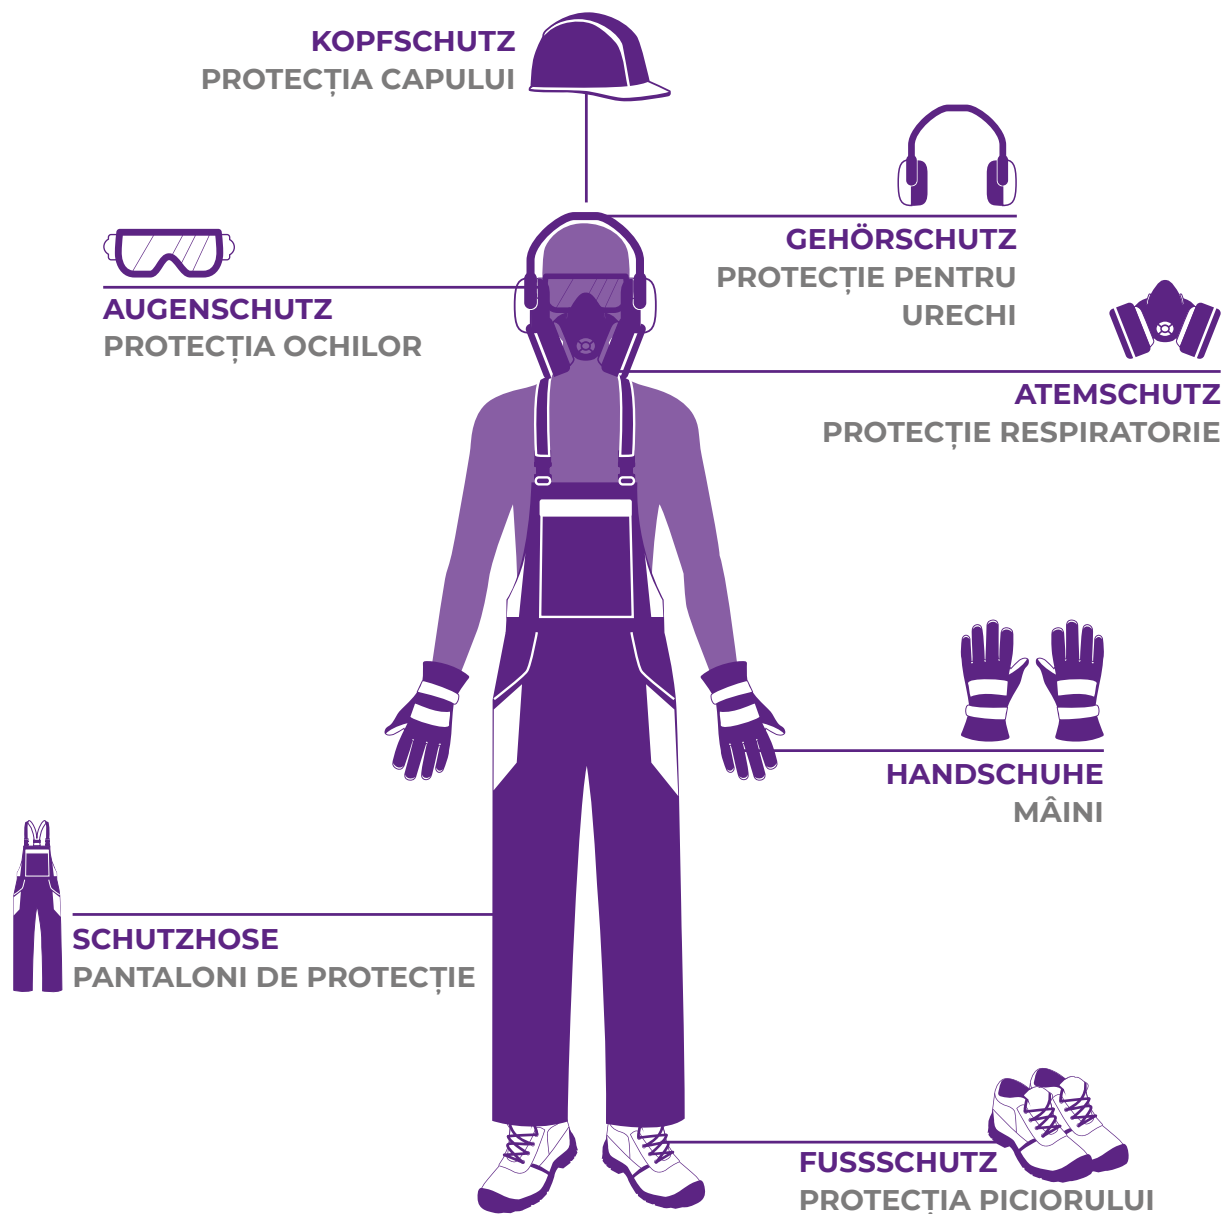 KOPFSCHUTZ
PROTECȚIA CAPULUI
GEHÖRSCHUTZ
PROTECȚIE PENTRU
URECHI
AUGENSCHUTZ
PROTECȚIA OCHILOR
ATEMSCHUTZ
PROTECȚIE RESPIRATORIE
HANDSCHUHE
MÂINI
SCHUTZHOSE
PANTALONI DE PROTECȚIE
FUSSSCHUTZ
PROTECȚIA PICIORULUI